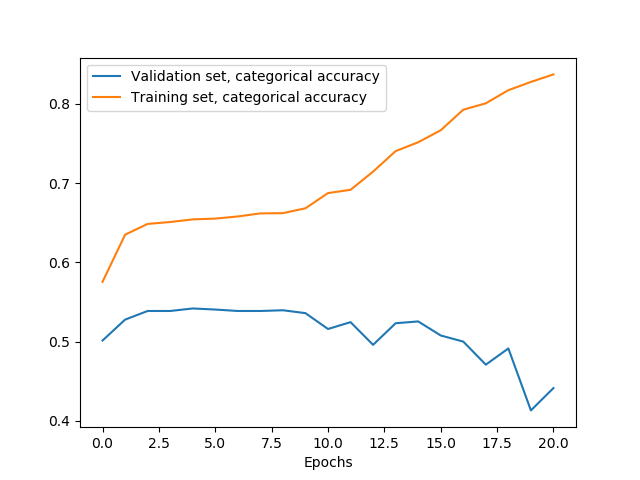 Validation set, categorical accuracy
Training set, categorical accuracy
0.8
0.7
0.6
0.5
0.4
0.0 2.5 5.0 7.5 10.0 12.5 15.0 17.5 20.0
Epochs